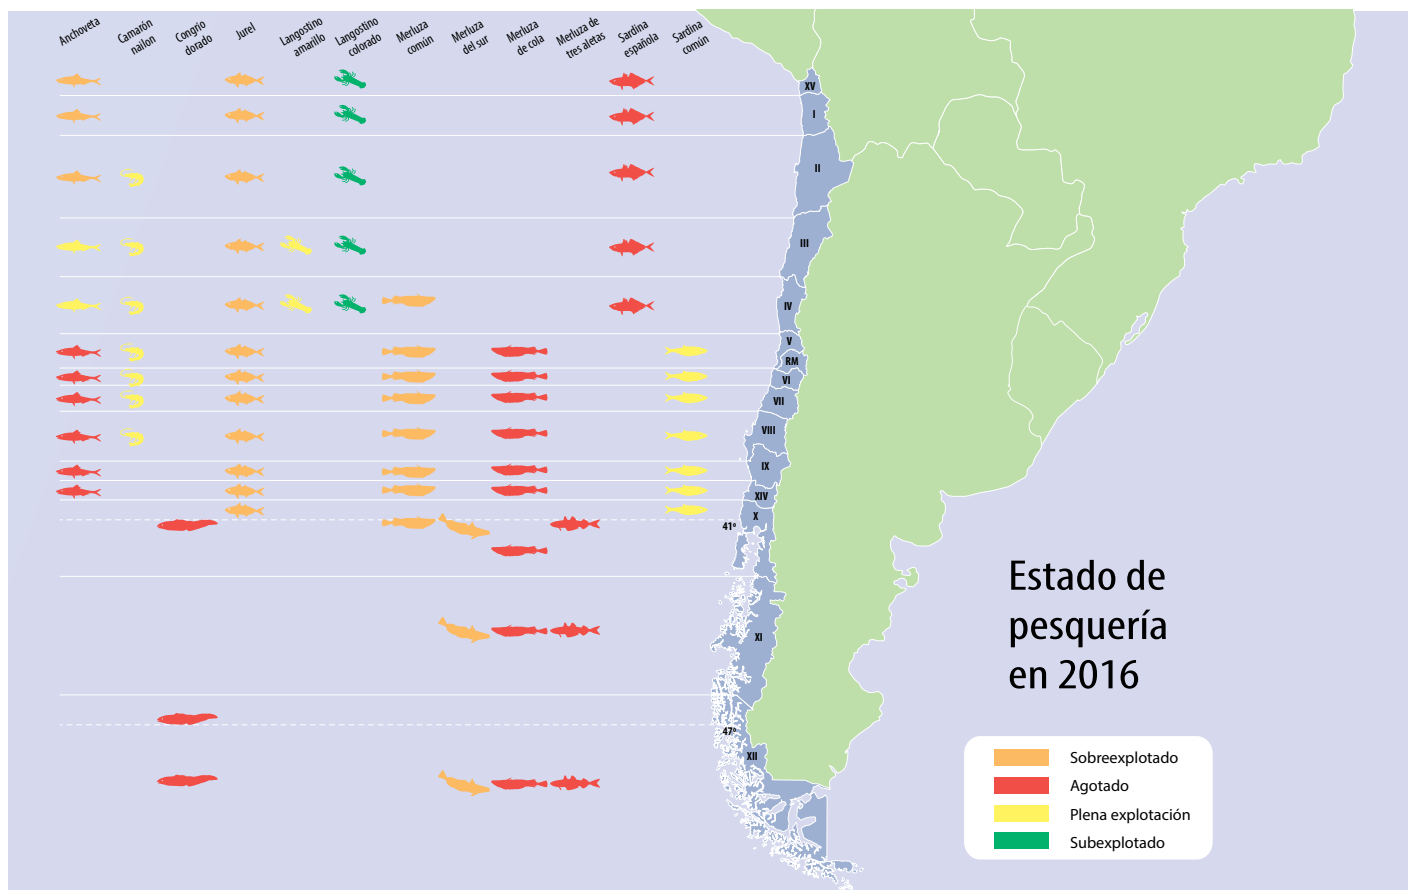 Anchoveta
Camarón
nailon
Congrio
dorado
Jurel
Langostino
amarillo
Langostino
colorado
Merluza
común
Merluza
del sur
Merluza
de cola
Merluza de
tres aletas
Sardina
española
Sardina
común
XV
I
II
III
IV
V
RM
VI
VII
VIII
IX
XIV
X
41º
XI
47º
XII
Estado de
pesquería
en 2016
Sobreexplotado
Agotado
Plena explotación
Subexplotado